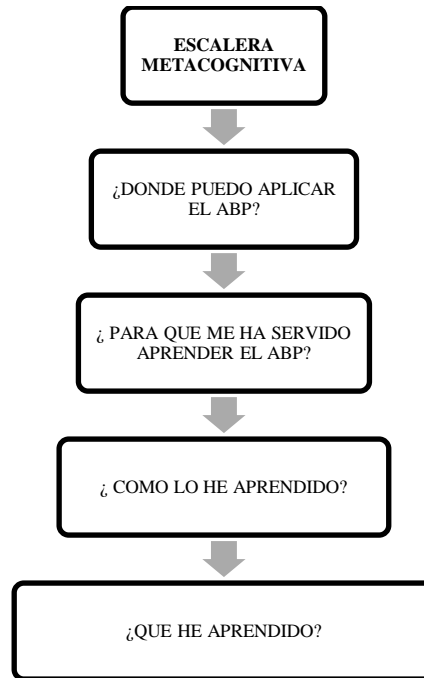 ESCALERA
METACOGNITIVA
¿DONDE PUEDO APLICAR
EL ABP?
¿ PARA QUE ME HA SERVIDO
APRENDER EL ABP?
¿ COMO LO HE APRENDIDO?
¿QUE HE APRENDIDO?